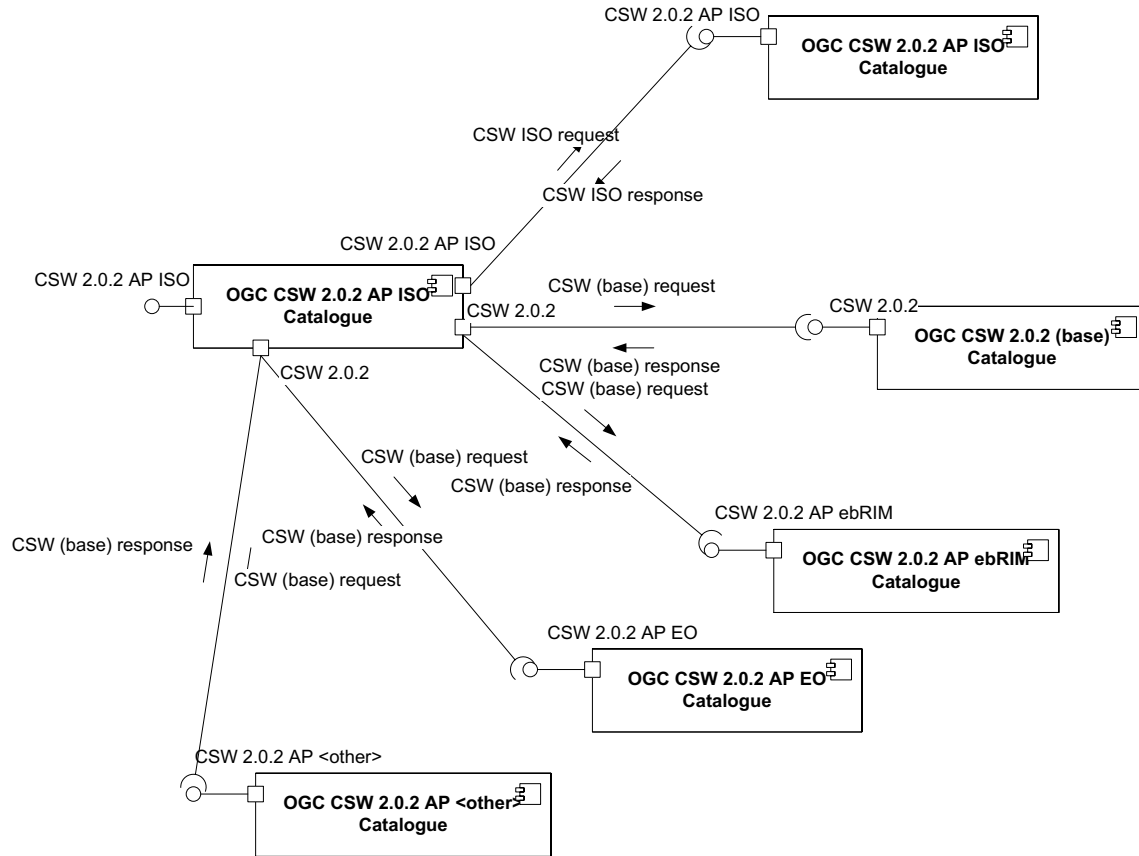 CSW 2.0.2 AP ISO
OGC CSW 2.0.2 AP ISO
Catalogue
CSW ISO request
CSW ISO response
CSW 2.0.2 AP ISO
CSW 2.0.2 AP ISO
OGC CSW 2.0.2 AP ISO
Catalogue
CSW (base) request
CSW 2.0.2
CSW 2.0.2
OGC CSW 2.0.2 (base)
Catalogue
CSW (base) response
CSW 2.0.2
CSW (base) request
CSW (base) request
CSW (base) response
CSW 2.0.2 AP ebRIM
CSW (base) response
CSW (base) response
OGC CSW 2.0.2 AP ebRIM
Catalogue
CSW (base) request
CSW 2.0.2 AP EO
OGC CSW 2.0.2 AP EO
Catalogue
CSW 2.0.2 AP <other>
OGC CSW 2.0.2 AP <other>
Catalogue